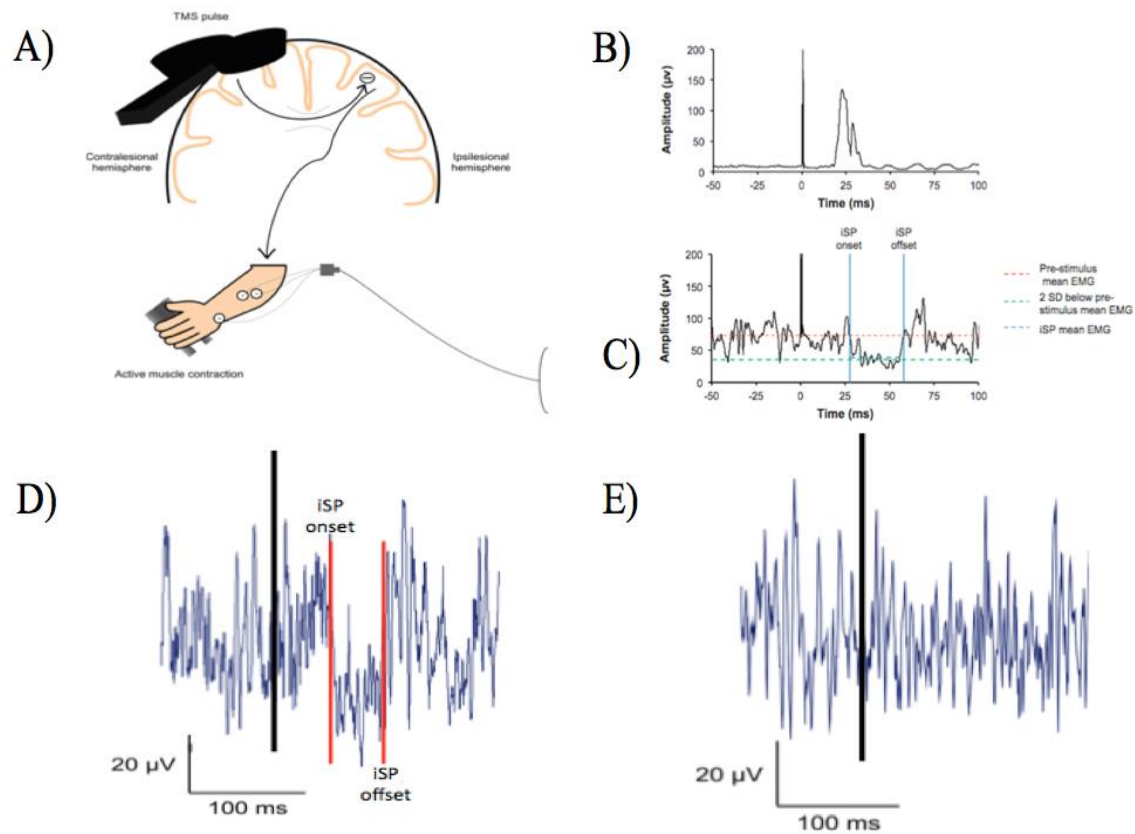 A)
TMS pulse
Contralesional
hemisphere
Ipsilesional
hemisphere
Active muscle contraction
B)
Amplitude (μv)
200
150
100
50
0
-50
-25
0
25
50
75
100
Time (ms)
C)
iSP
onset
iSP
offset
Amplitude (μv)
200
150
100
50
0
-50
-25
0
25
50
75
100
Time (ms)
Pre-stimulus
mean EMG
2 SD below pre-
stimulus mean EMG
iSP mean EMG
D)
iSP
onset
iSP
offset
20 μV
100 ms
E)
20 μV
100 ms